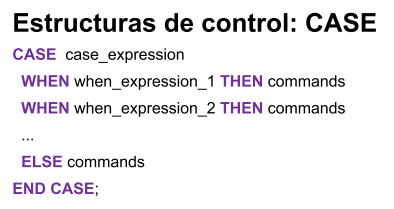 Estructuras de control: CASE
CASE case_expression
WHEN when_expression_1 THEN commands
WHEN when_expression_2 THEN commands
...
ELSE commands
END CASE;